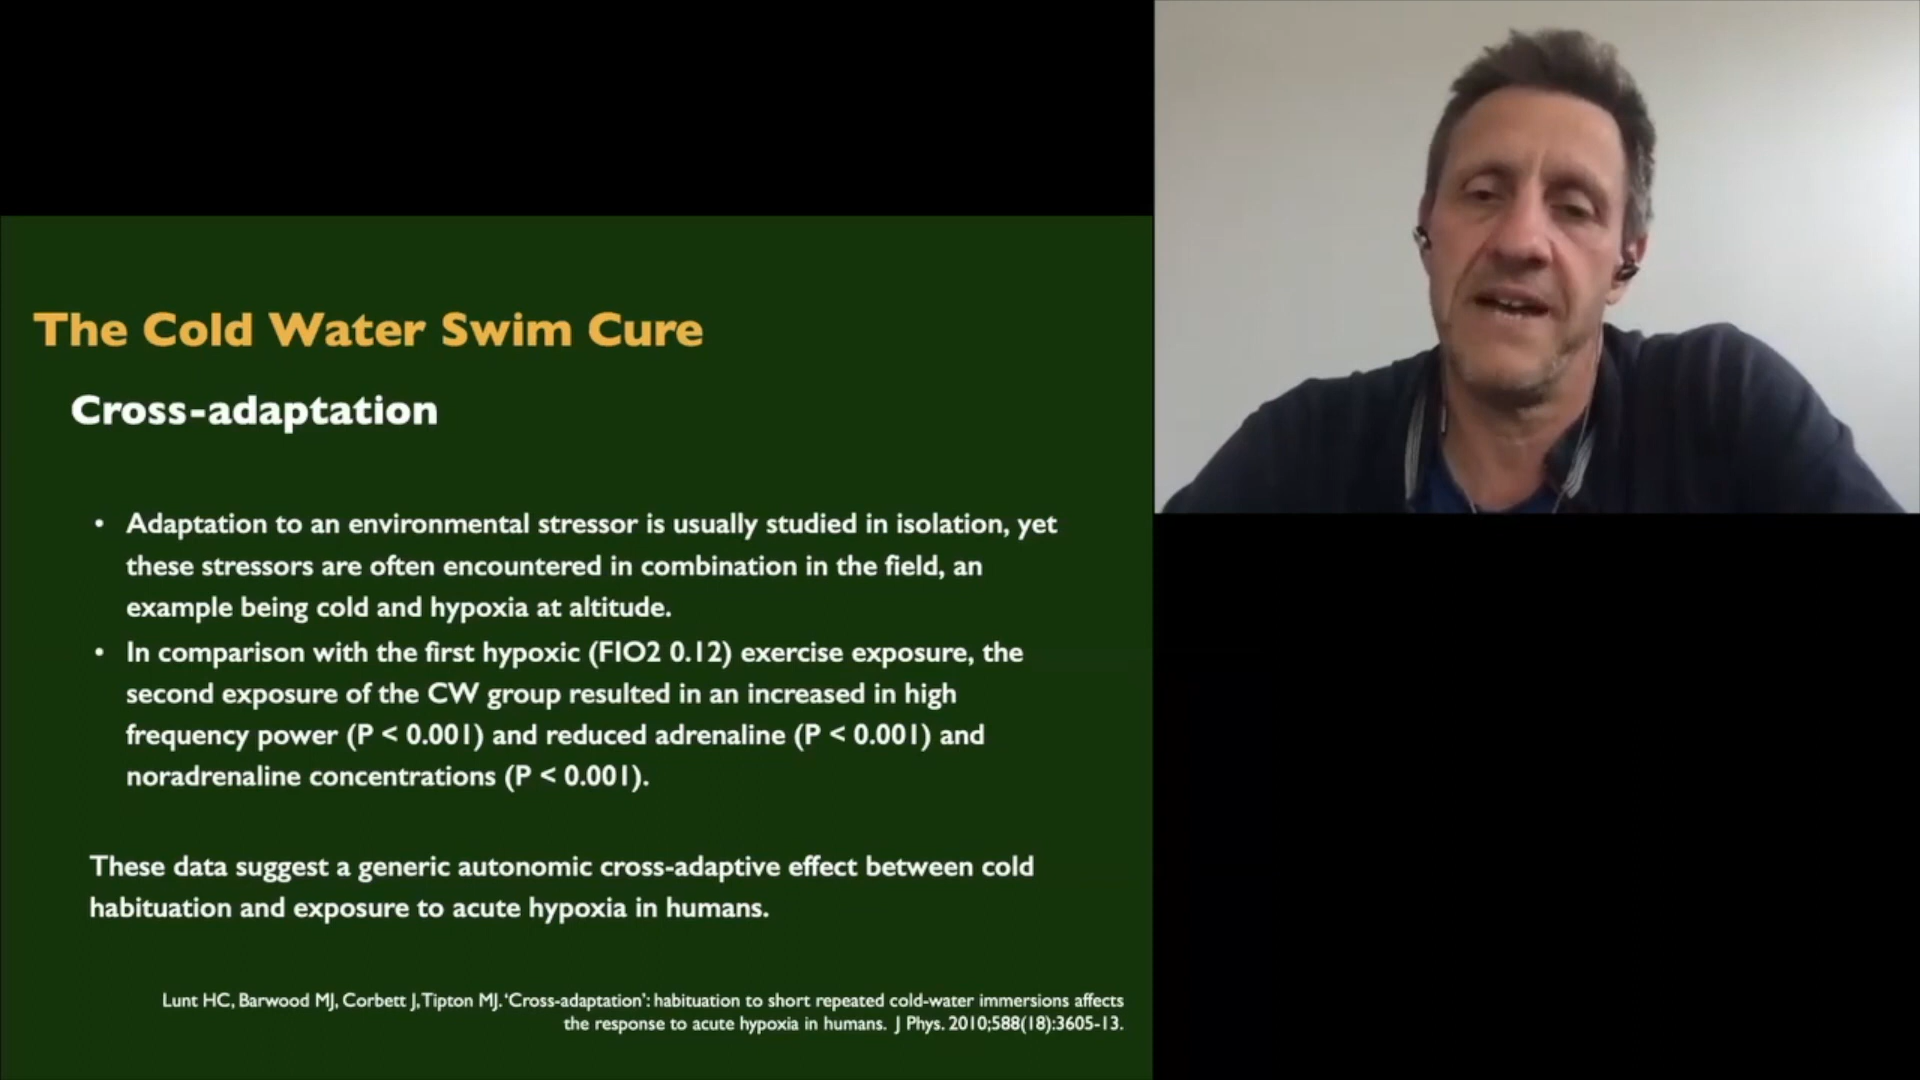 The Cold Water Swim Cure
Cross-adaptation
• Adaptation to an environmental stressor is usually studied in isolation, yet
these stressors are often encountered in combination in the field, an
example being cold and hypoxia at altitude.
• In comparison with the first hypoxic (FIO2 0.12) exercise exposure, the
second exposure of the CW group resulted in an increased in high
frequency power (P < 0.001) and reduced adrenaline (P < 0.001) and
noradrenaline concentrations (P < 0.001).
These data suggest a generic autonomic cross-adaptive effect between cold
habituation and exposure to acute hypoxia in humans.
Lunt HC, Barwood MJ, Corbett J, Tipton MJ. 'Cross-adaptation': habituation to short repeated cold-water immersions affects
the response to acute hypoxia in humans. J Phys. 2010;588(18):3605-13.